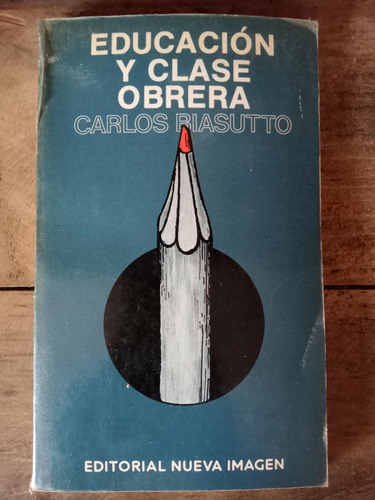 EDUCACIÓN
Y CLASE
OBRERA
CARLOS BIASUTTO
EDITORIAL NUEVA IMAGEN